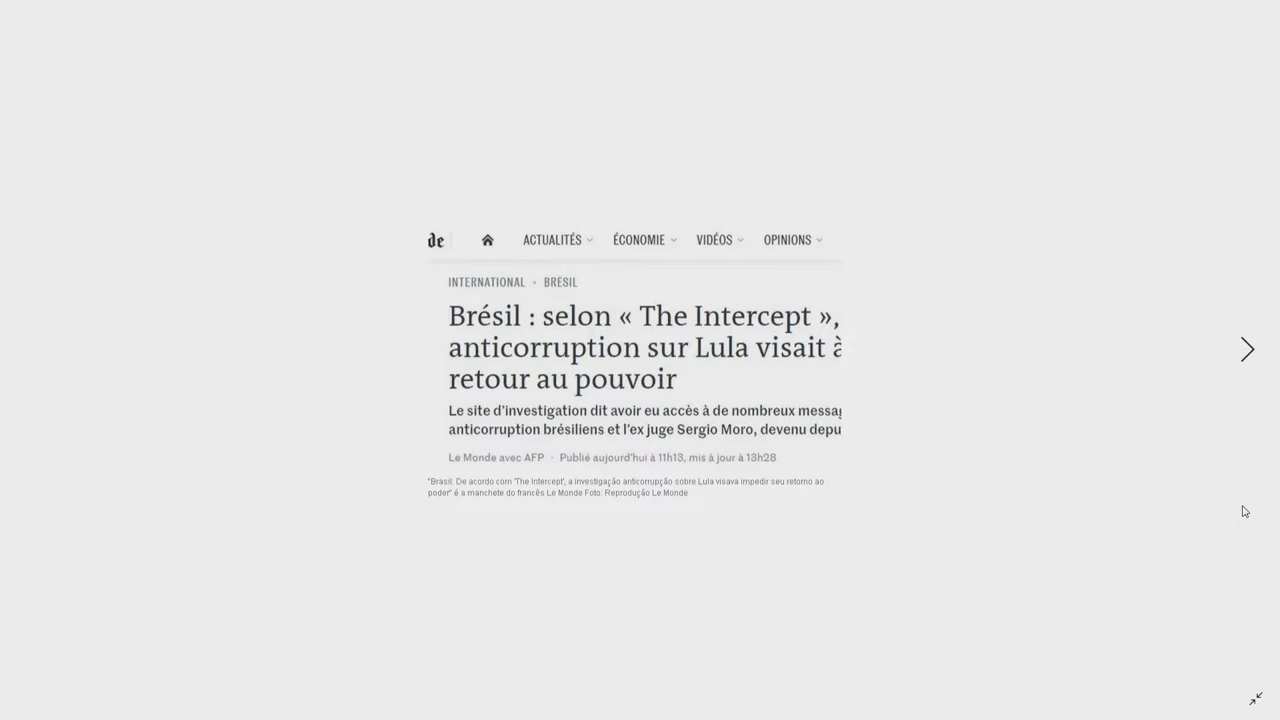 de ACTUALITÉS ÉCONOMIE VIDÉOS OPINIONS
INTERNATIONAL • BRÉSIL
Brésil : selon « The Intercept »,
anticorruption sur Lula visait à
retour au pouvoir
Le site d'investigation dit avoir eu accès à de nombreux messag
anticorruption brésiliens et l'ex juge Sergio Moro, devenu depu
Le Monde avec AFP · Publié aujourd'hui à 11h13, mis à jour à 13h28
"Brasil: De acordo com 'The Intercept', a investigação anticorrupção sobre Lula visava impedir seu retorno ao
poder" é a manchete do francês Le Monde Foto: Reprodução Le Monde